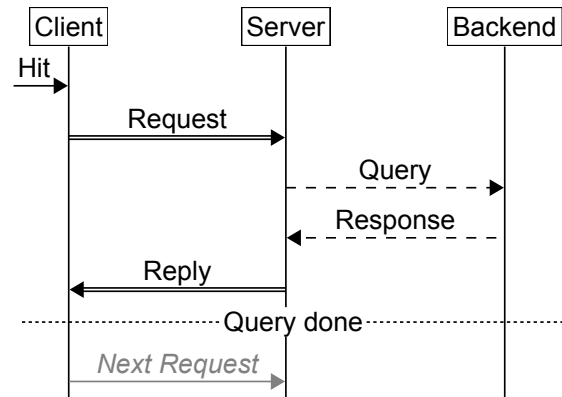 Client Server Backend
Hit
Request
Query
Response
Reply
Query done
Next Request